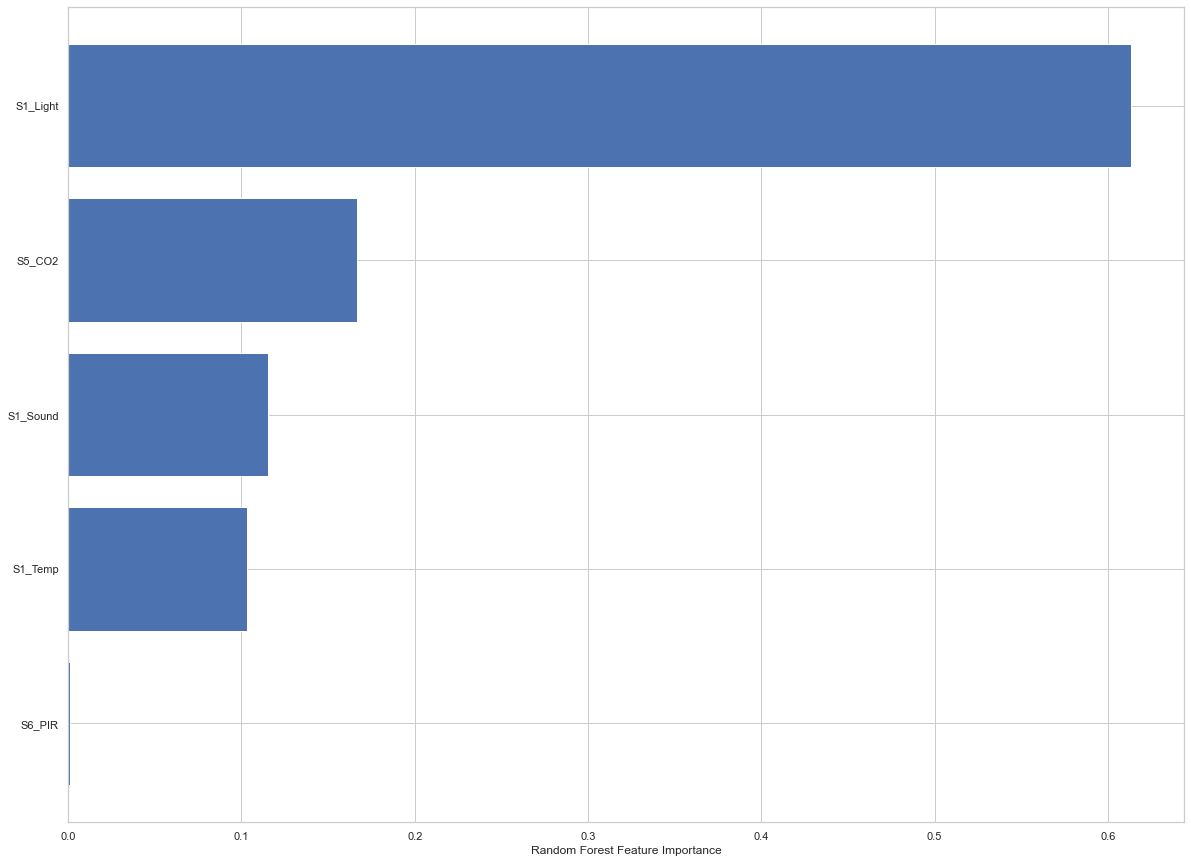 S1_Light
S5_CO2
S1_Sound
S1_Temp
S6_PIR
0.0 0.1 0.2 0.3 0.4 0.5 0.6
Random Forest Feature Importance